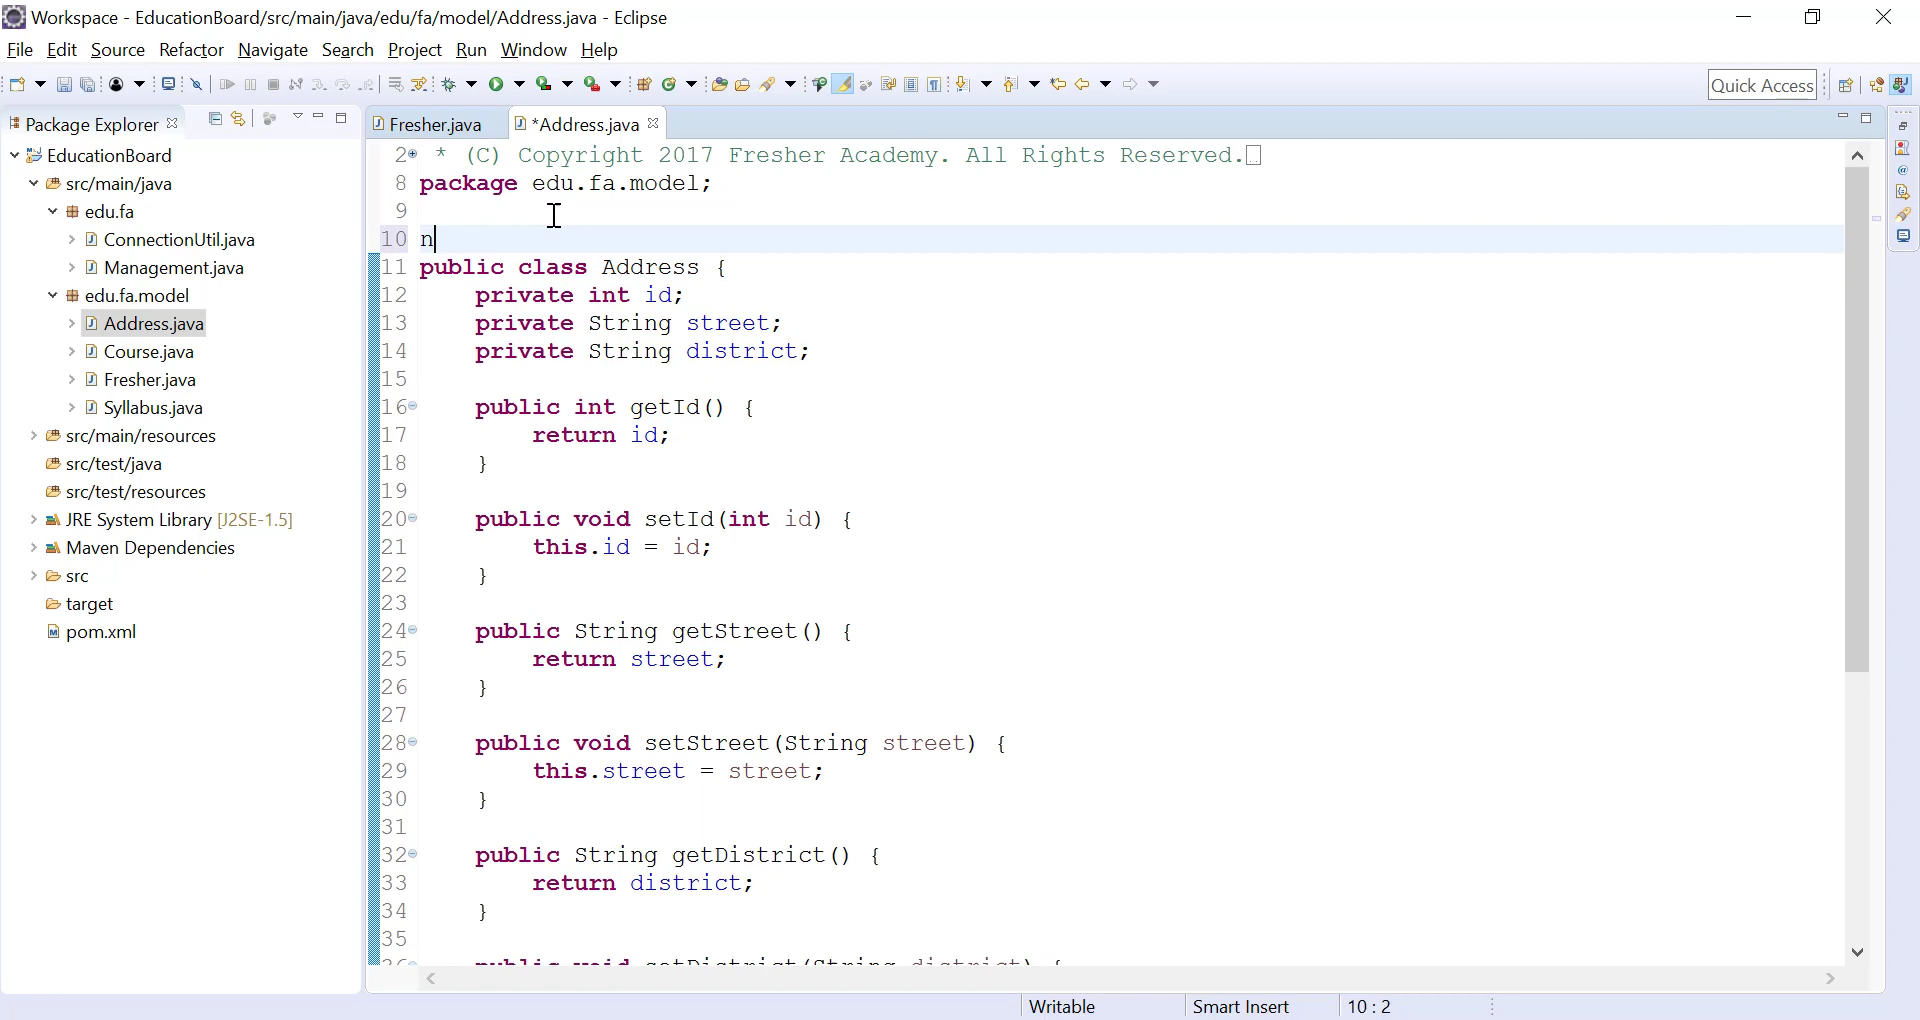 Workspace - EducationBoard/src/main/java/edu/fa/model/Address.java - Eclipse
File Edit Source Refactor Navigate Search Project Run Window Help
Quick Access
Package Explorer
Fresher.java
*Address.java
EducationBoard
src/main/java
edu.fa
ConnectionUtil.java
Management.java
edu.fa.model
Address.java
Course.java
Fresher.java
Syllabus.java
src/main/resources
src/test/java
src/test/resources
JRE System Library [J2SE-1.5]
Maven Dependencies
src
target
pom.xml
2 * (C) Copyright 2017 Fresher Academy. All Rights Reserved.
8 package edu.fa.model;
9
10 n
11 public class Address {
12 private int id;
13 private String street;
14 private String district;
15
16 public int getId() {
17 return id;
18 }
19
20 public void setId(int id) {
21 this.id = id;
22 }
23
24 public String getStreet() {
25 return street;
26 }
27
28 public void setStreet(String street) {
29 this.street = street;
30 }
31
32 public String getDistrict() {
33 return district;
34 }
35
36 public void setDistrict(String district) {
Writable Smart Insert 10 : 2